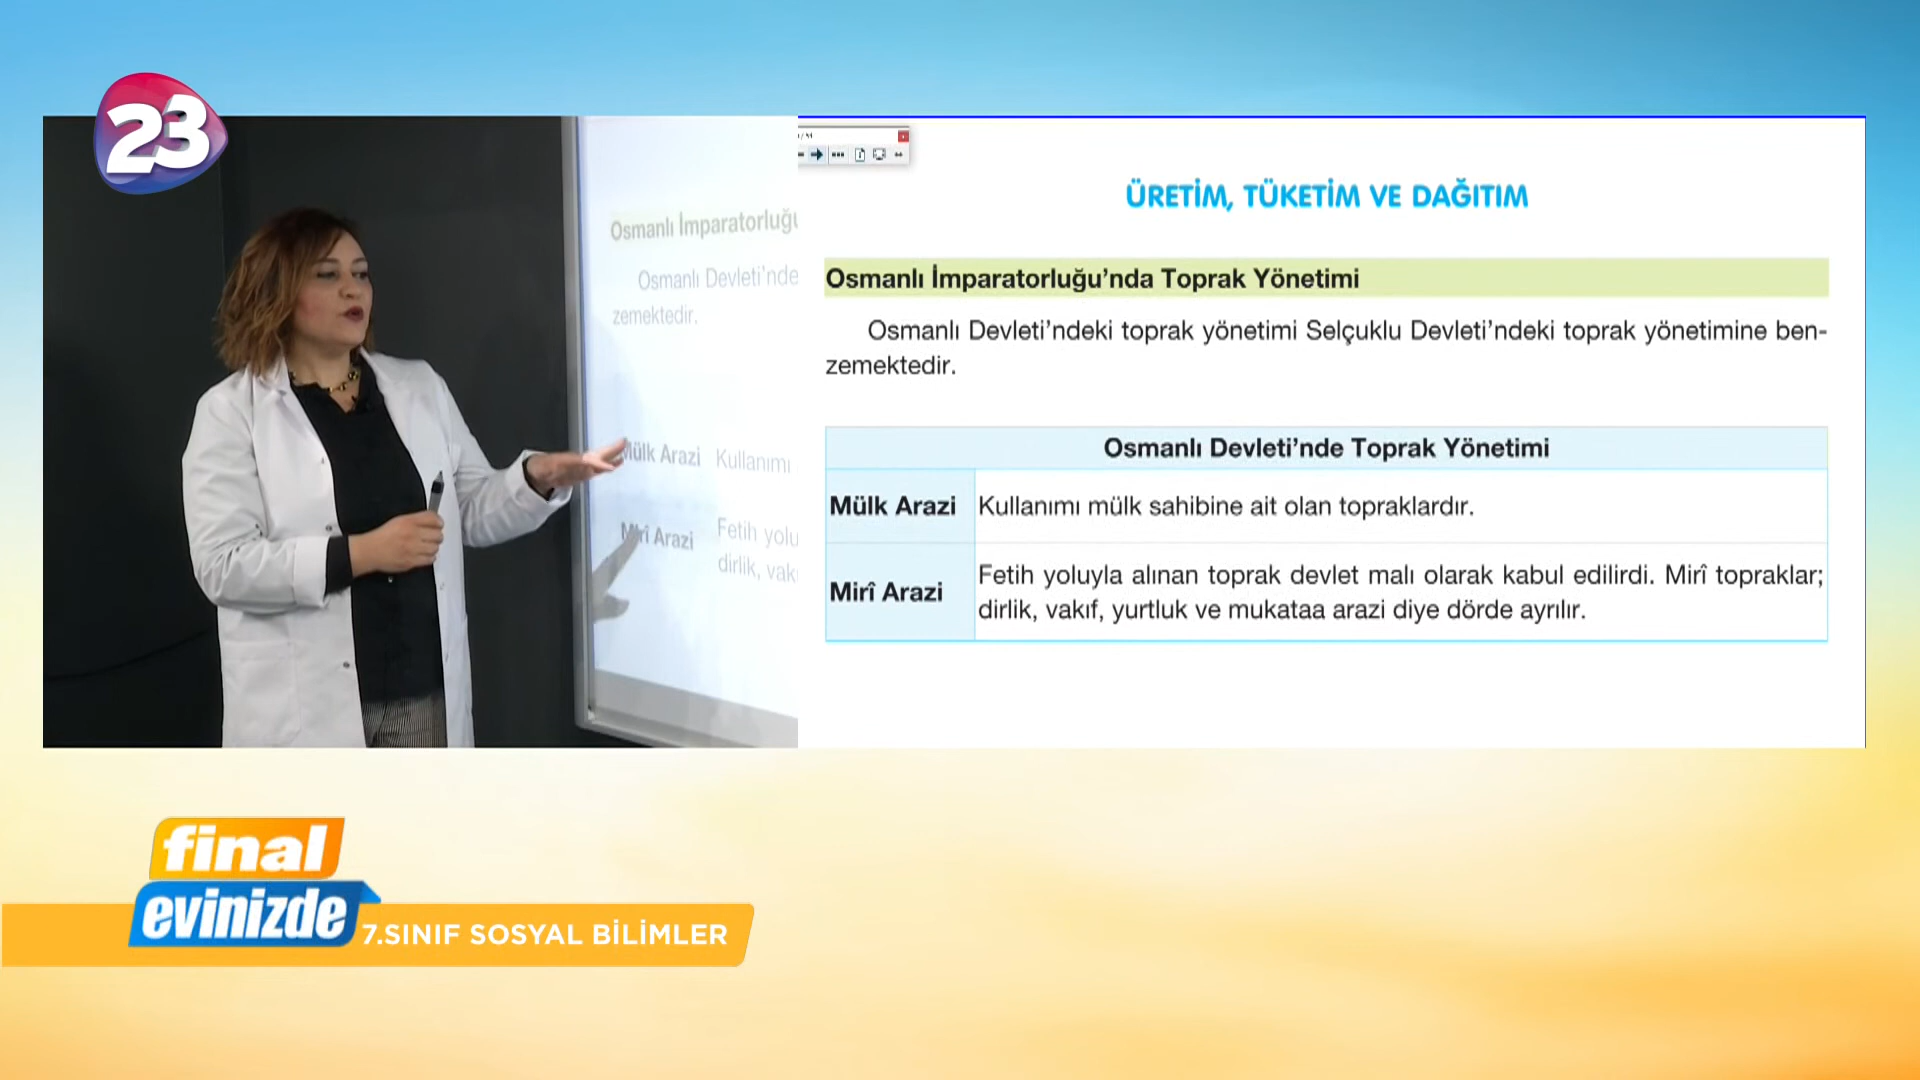 23
Osmanlı İmparatorluğu
Osmanlı Devleti'nde
zemektedir.
Mülk Arazi Kullanımı
Mirî Arazi Fetih yolu
dirlik, vak
ÜRETİM, TÜKETİM VE DAĞITIM
Osmanlı İmparatorluğu’nda Toprak Yönetimi
Osmanlı Devleti’ndeki toprak yönetimi Selçuklu Devleti’ndeki toprak yönetimine ben-
zemektedir.
Osmanlı Devleti’nde Toprak Yönetimi
Mülk Arazi Kullanımı mülk sahibine ait olan topraklardır.
Mirî Arazi Fetih yoluyla alınan toprak devlet malı olarak kabul edilirdi. Mirî topraklar;
dirlik, vakıf, yurtluk ve mukataa arazi diye dörde ayrılır.
final
evinizde
7.SINIF SOSYAL BİLİMLER